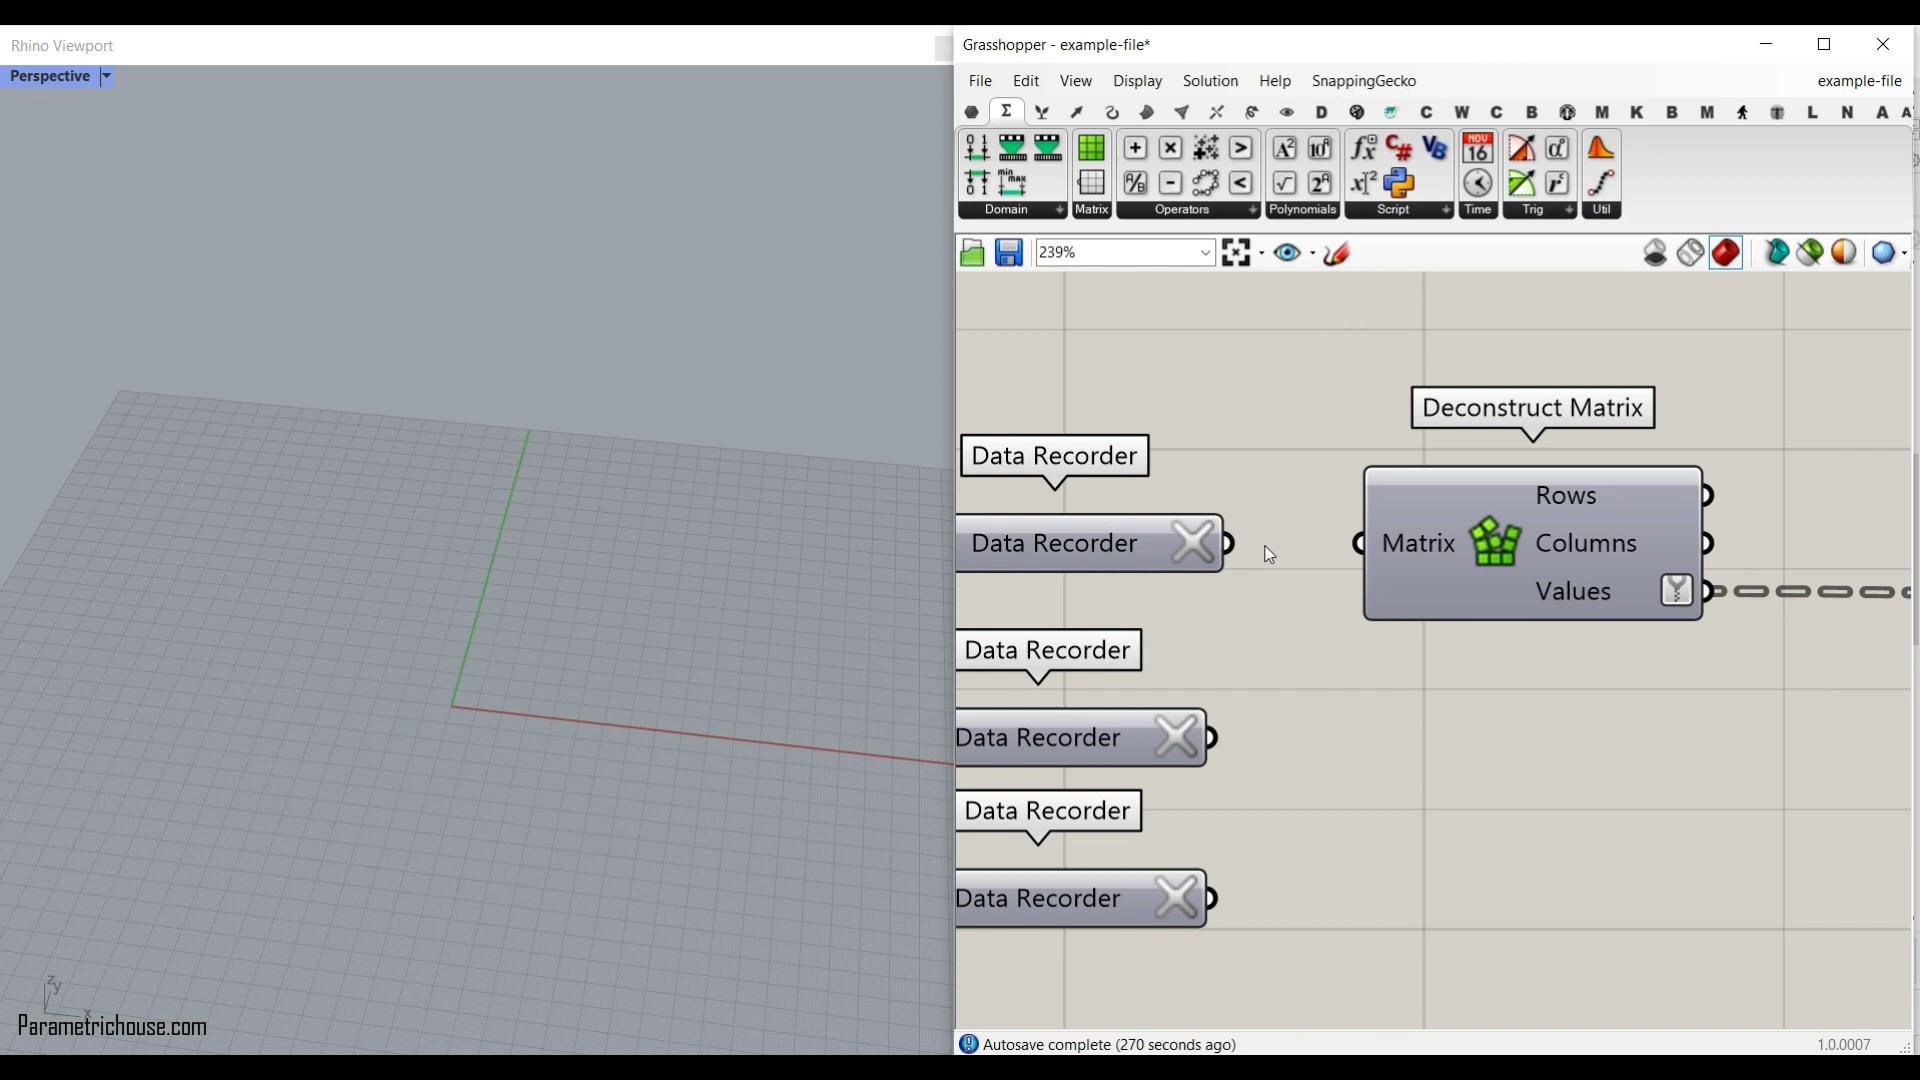 Rhino Viewport
Perspective
Parametrichouse.com
Grasshopper - example-file*
File Edit View Display Solution Help SnappingGecko example-file
Σ D C W C B M K B M L N A A
Domain Matrix Operators Polynomials Script Time Trig Util
239%
Deconstruct Matrix
Data Recorder
Data Recorder
Matrix
Rows
Columns
Values
Data Recorder
Data Recorder
Data Recorder
Data Recorder
Autosave complete (270 seconds ago)
1.0.0007